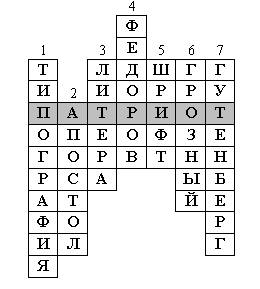 4
Ф
1 3 Е 5 6 7
Т Л Д Ш Г Г
И 2 И О Р Р У
П А Т Р И О Т
О П Е О Ф З Е
Г О Р В Т Н Н
Р С А Ы Б
А Т Й Е
Ф О Р
И Л Г
Я